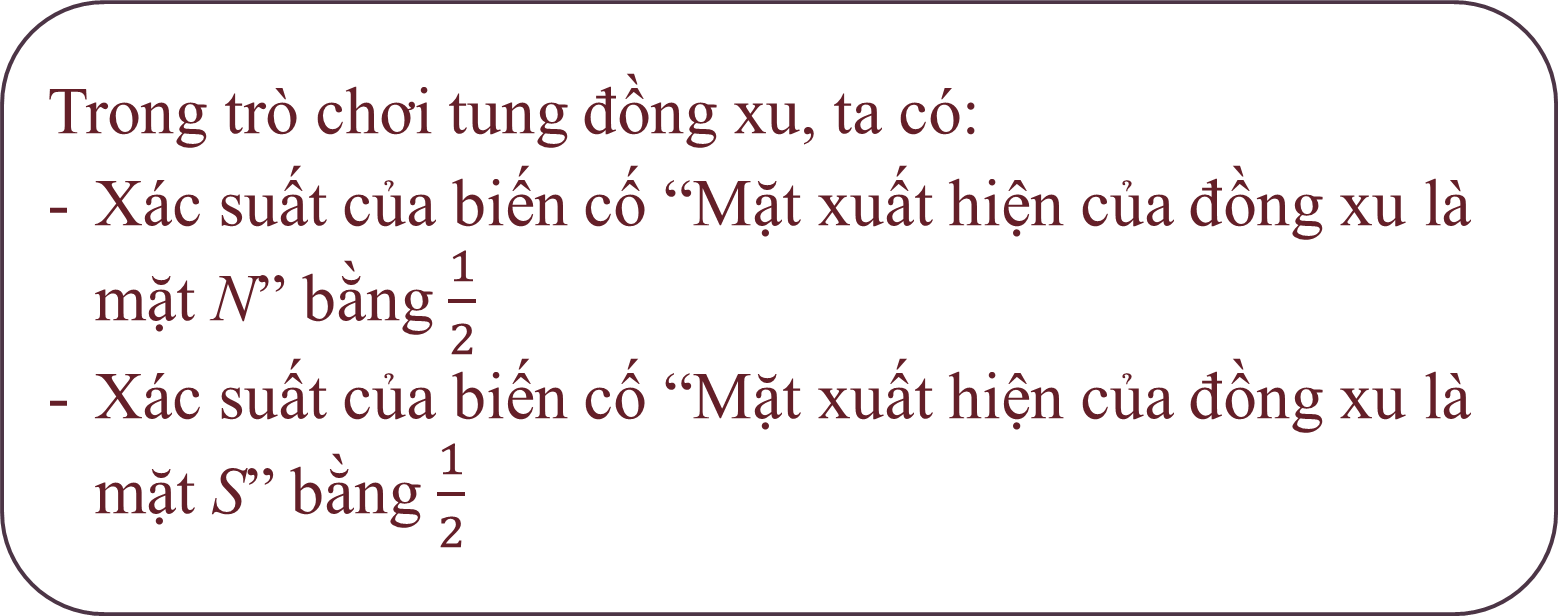 Trong trò chơi tung đồng xu, ta có:
- Xác suất của biến cố “Mặt xuất hiện của đồng xu là
mặt N” bằng 1/2
- Xác suất của biến cố “Mặt xuất hiện của đồng xu là
mặt S” bằng 1/2